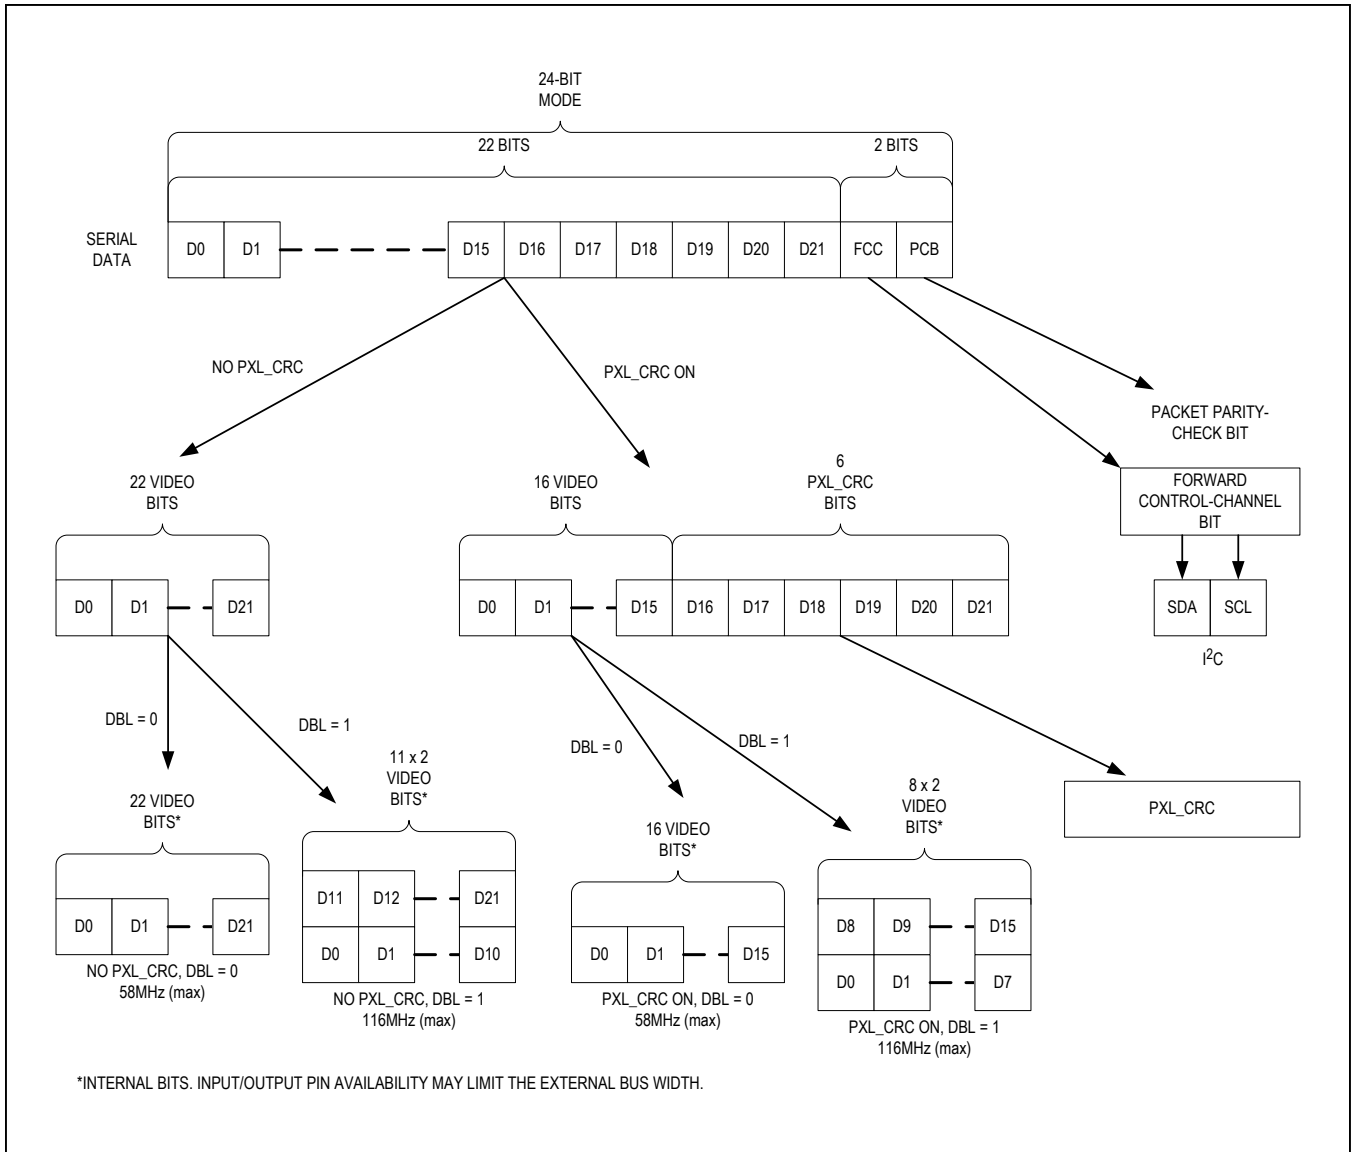 24-BIT
MODE
22 BITS
2 BITS
SERIAL
DATA
D0 D1 D15 D16 D17 D18 D19 D20 D21 FCC PCB
NO PXL_CRC
PXL_CRC ON
PACKET PARITY-
CHECK BIT
22 VIDEO
BITS
16 VIDEO
BITS
6
PXL_CRC
BITS
FORWARD
CONTROL-CHANNEL
BIT
D0 D1 D21
D0 D1 D15 D16 D17 D18 D19 D20 D21
SDA SCL
I²C
DBL = 0
DBL = 1
DBL = 0
DBL = 1
22 VIDEO
BITS*
11 x 2
VIDEO
BITS*
16 VIDEO
BITS*
8 x 2
VIDEO
BITS*
PXL_CRC
D0 D1 D21
NO PXL_CRC, DBL = 0
58MHz (max)
D11 D12 D21
D0 D1 D10
NO PXL_CRC, DBL = 1
116MHz (max)
D0 D1 D15
PXL_CRC ON, DBL = 0
58MHz (max)
D8 D9 D15
D0 D1 D7
PXL_CRC ON, DBL = 1
116MHz (max)
*INTERNAL BITS. INPUT/OUTPUT PIN AVAILABILITY MAY LIMIT THE EXTERNAL BUS WIDTH.